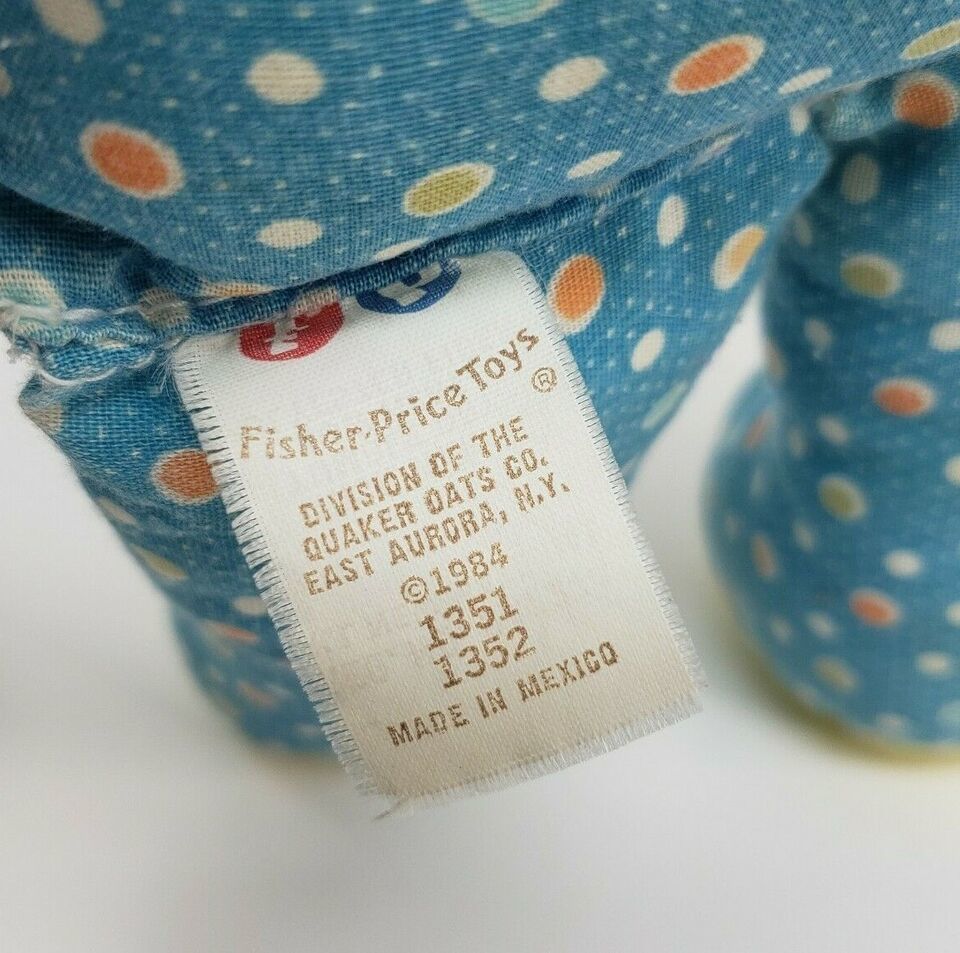 F P
Fisher-Price Toys
®
DIVISION OF THE
QUAKER OATS CO.
EAST AURORA, N.Y.
©1984
1351
1352
MADE IN MEXICO